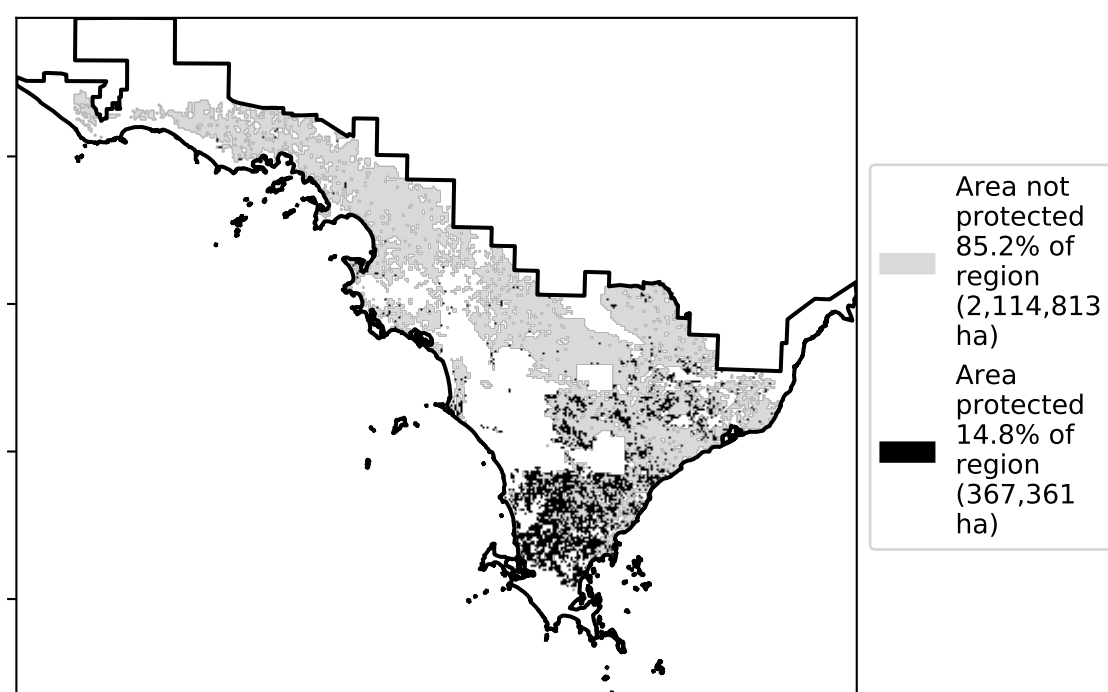 Area not
protected
85.2% of
region
(2,114,813
ha)
Area
protected
14.8% of
region
(367,361
ha)